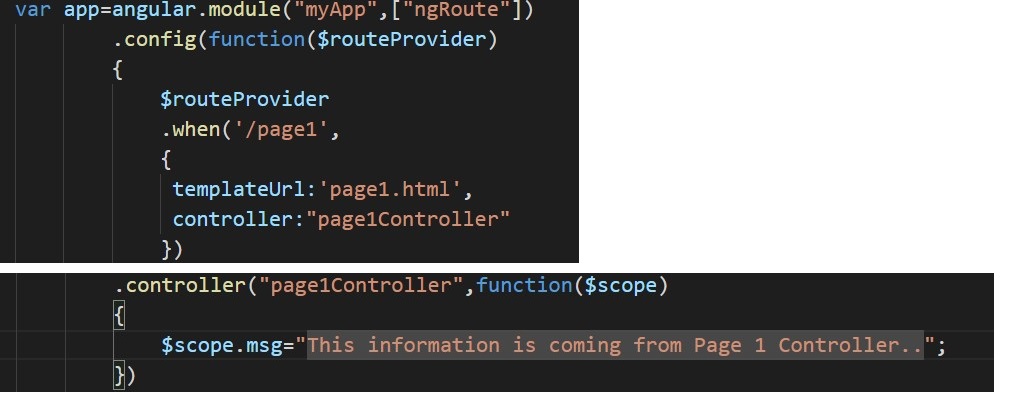 var app=angular.module("myApp",["ngRoute"])
.config(function($routeProvider)
{
$routeProvider
.when('/page1',
{
templateUrl:'page1.html',
controller:"page1Controller"
})
.controller("page1Controller",function($scope)
{
$scope.msg="This information is coming from Page 1 Controller..";
})